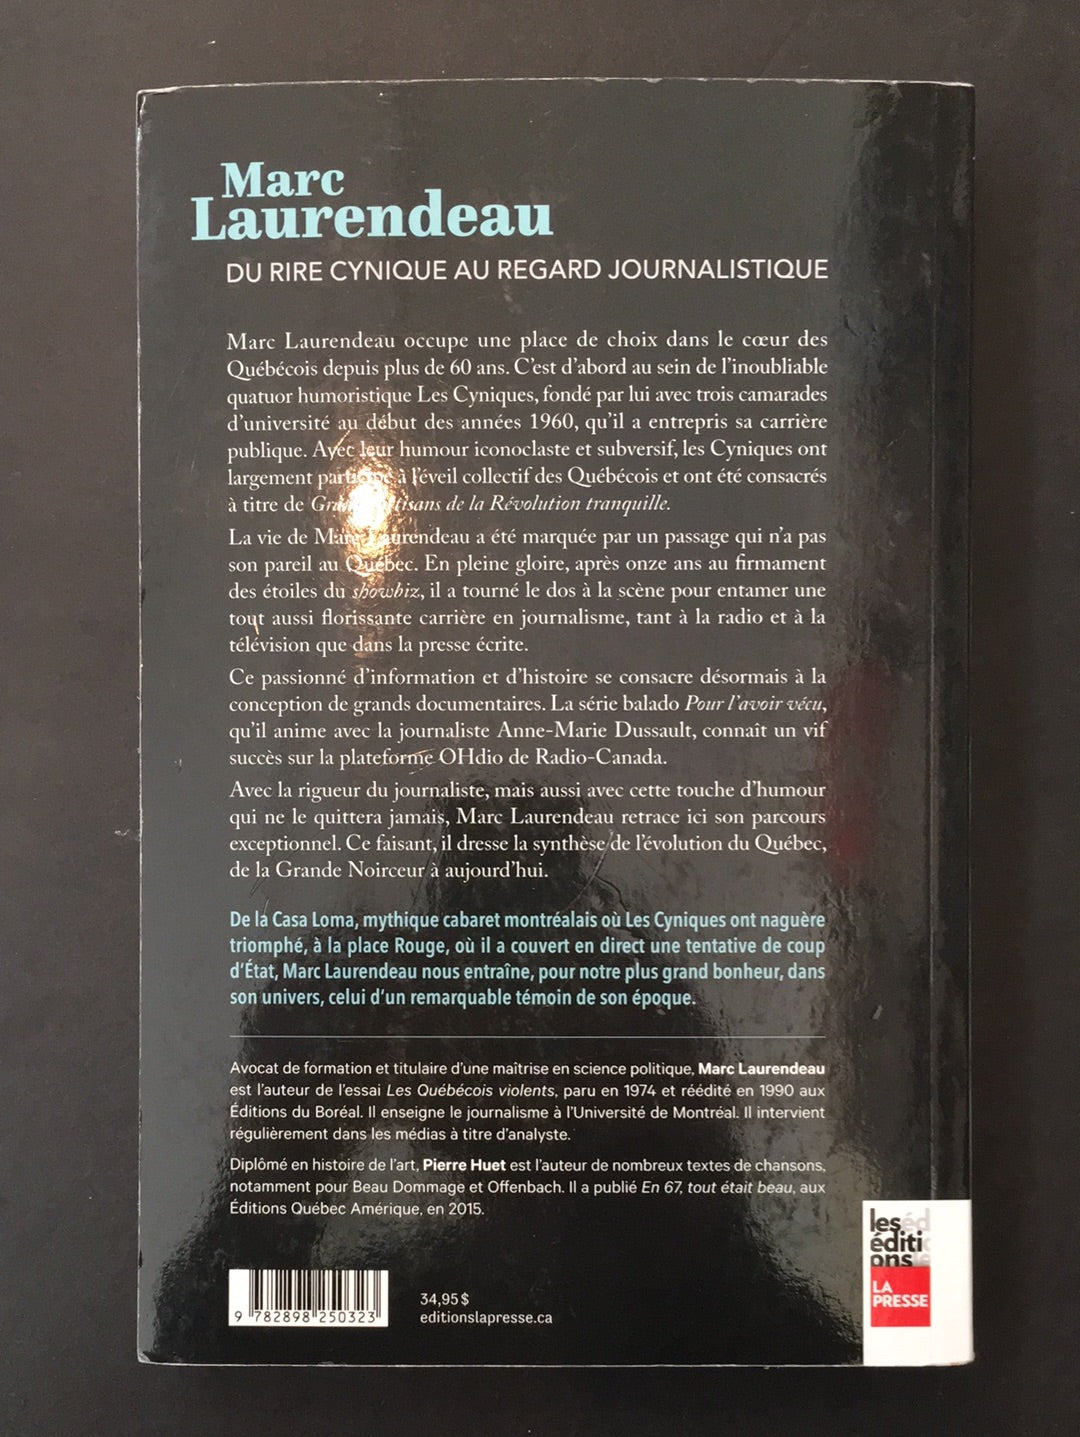 Marc
Laurendeau
DU RIRE CYNIQUE AU REGARD JOURNALISTIQUE
Marc Laurendeau occupe une place de choix dans le cœur des
Québécois depuis plus de 60 ans. C'est d'abord au sein de l'inoubliable
quatuor humoristique Les Cyniques, fondé par lui avec trois camarades
d'université au début des années 1960, qu'il a entrepris sa carrière
publique. Avec leur humour iconoclaste et subversif, les Cyniques ont
largement participé à l'éveil collectif des Québécois et ont été consacrés
à titre de Grands artisans de la Révolution tranquille.
La vie de Marc Laurendeau a été marquée par un passage qui n'a pas
son pareil au Québec. En pleine gloire, après onze ans au firmament
des étoiles du showbiz, il a tourné le dos à la scène pour entamer une
tout aussi florissante carrière en journalisme, tant à la radio et à la
télévision que dans la presse écrite.
Ce passionné d'information et d'histoire se consacre désormais à la
conception de grands documentaires. La série balado Pour l'avoir vécu,
qu'il anime avec la journaliste Anne-Marie Dussault, connaît un vif
succès sur la plateforme OHdio de Radio-Canada.
Avec la rigueur du journaliste, mais aussi avec cette touche d'humour
qui ne le quittera jamais, Marc Laurendeau retrace ici son parcours
exceptionnel. Ce faisant, il dresse la synthèse de l'évolution du Québec,
de la Grande Noirceur à aujourd'hui.
De la Casa Loma, mythique cabaret montréalais où Les Cyniques ont naguère
triomphé, à la place Rouge, où il a couvert en direct une tentative de coup
d'État, Marc Laurendeau nous entraîne, pour notre plus grand bonheur, dans
son univers, celui d'un remarquable témoin de son époque.
Avocat de formation et titulaire d'une maîtrise en science politique, Marc Laurendeau
est l'auteur de l'essai Les Québécois violents, paru en 1974 et réédité en 1990 aux
Éditions du Boréal. Il enseigne le journalisme à l'Université de Montréal. Il intervient
régulièrement dans les médias à titre d'analyste.
Diplômé en histoire de l'art, Pierre Huet est l'auteur de nombreux textes de chansons,
notamment pour Beau Dommage et Offenbach. Il a publié En 67, tout était beau, aux
Éditions Québec Amérique, en 2015.
les éd
éditi
ons
LA
PRESSE
34,95 $
editionslapresse.ca
9 782898 250323